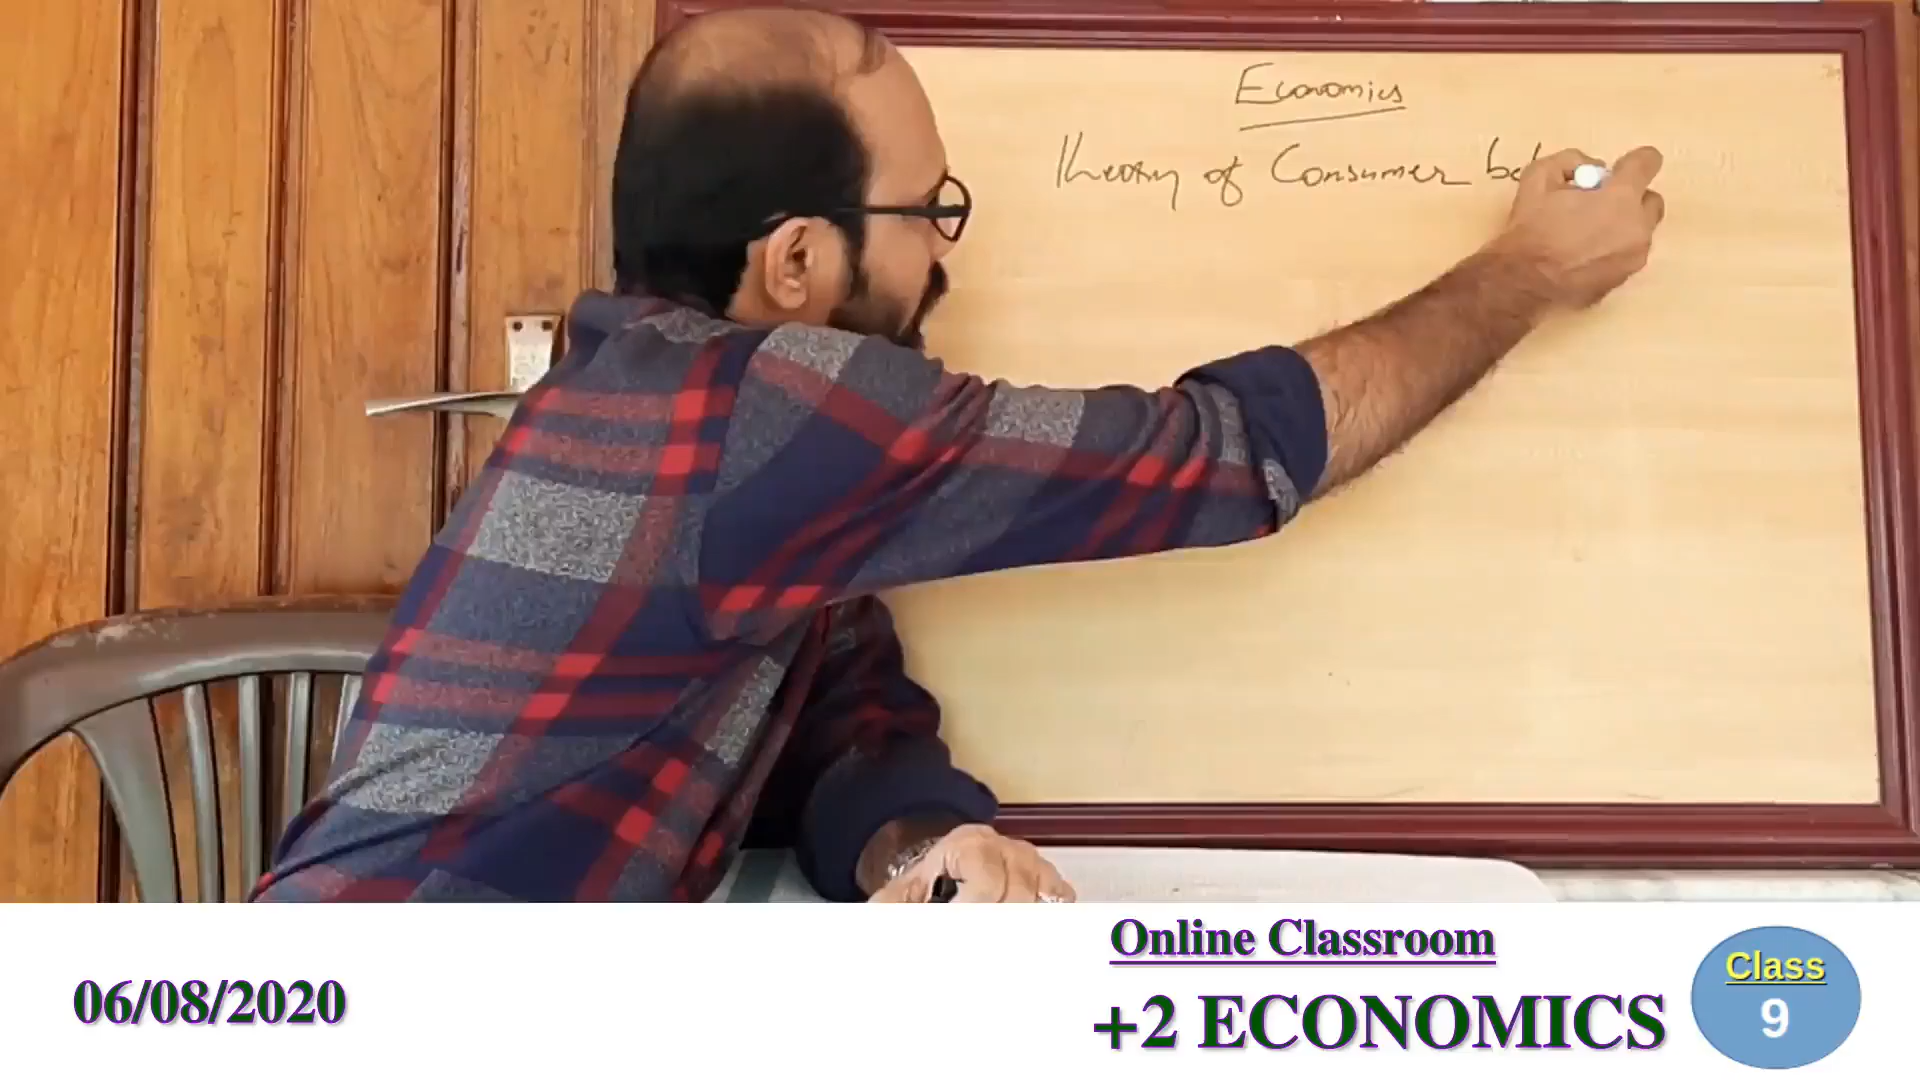 Economics
Theory of Consumer
Online Classroom
06/08/2020
+2 ECONOMICS
Class
9